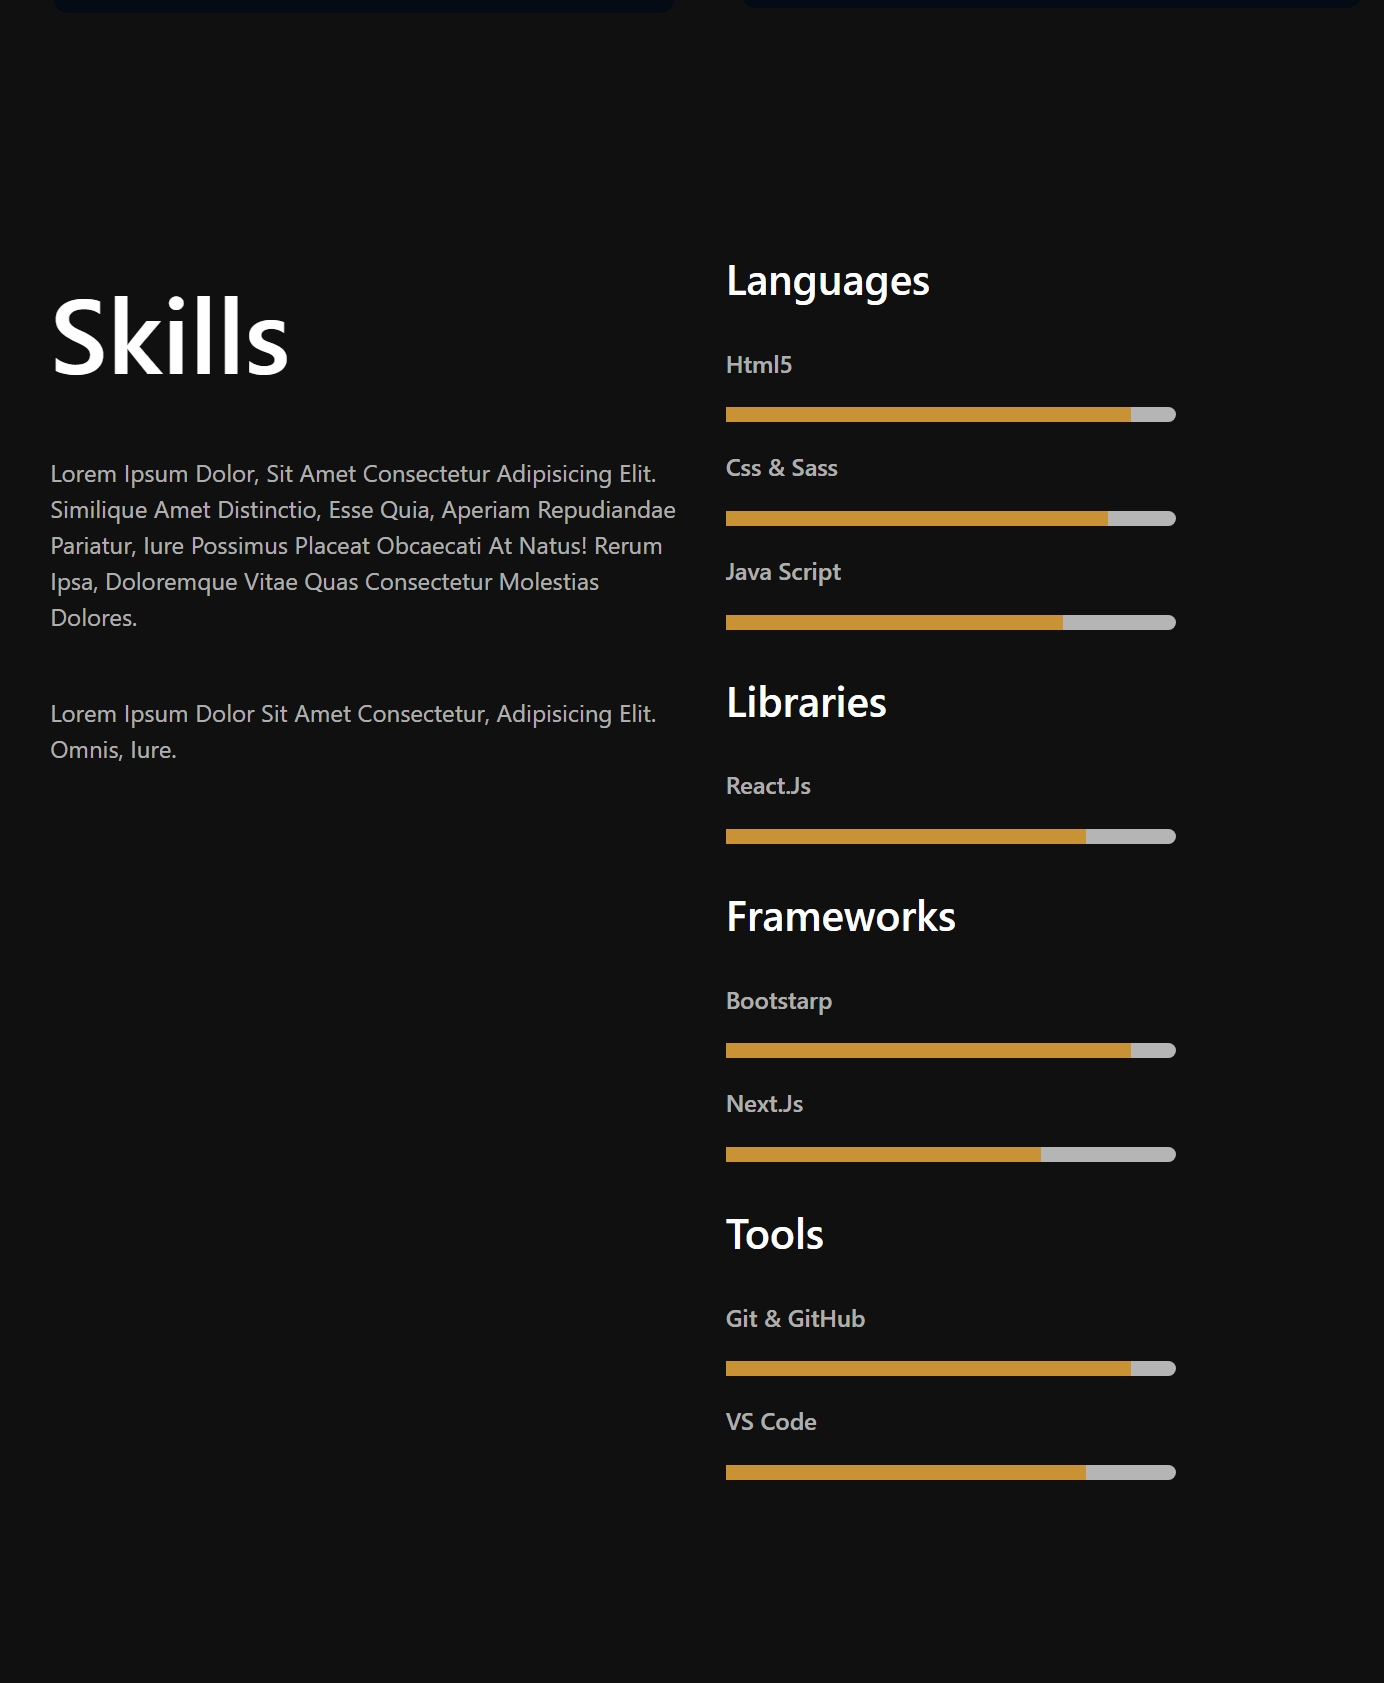 Skills
Lorem Ipsum Dolor, Sit Amet Consectetur Adipisicing Elit.
Similique Amet Distinctio, Esse Quia, Aperiam Repudiandae
Pariatur, Iure Possimus Placeat Obcaecati At Natus! Rerum
Ipsa, Doloremque Vitae Quas Consectetur Molestias
Dolores.
Lorem Ipsum Dolor Sit Amet Consectetur, Adipisicing Elit.
Omnis, Iure.
Languages
Html5
Css & Sass
Java Script
Libraries
React.Js
Frameworks
Bootstarp
Next.Js
Tools
Git & GitHub
VS Code